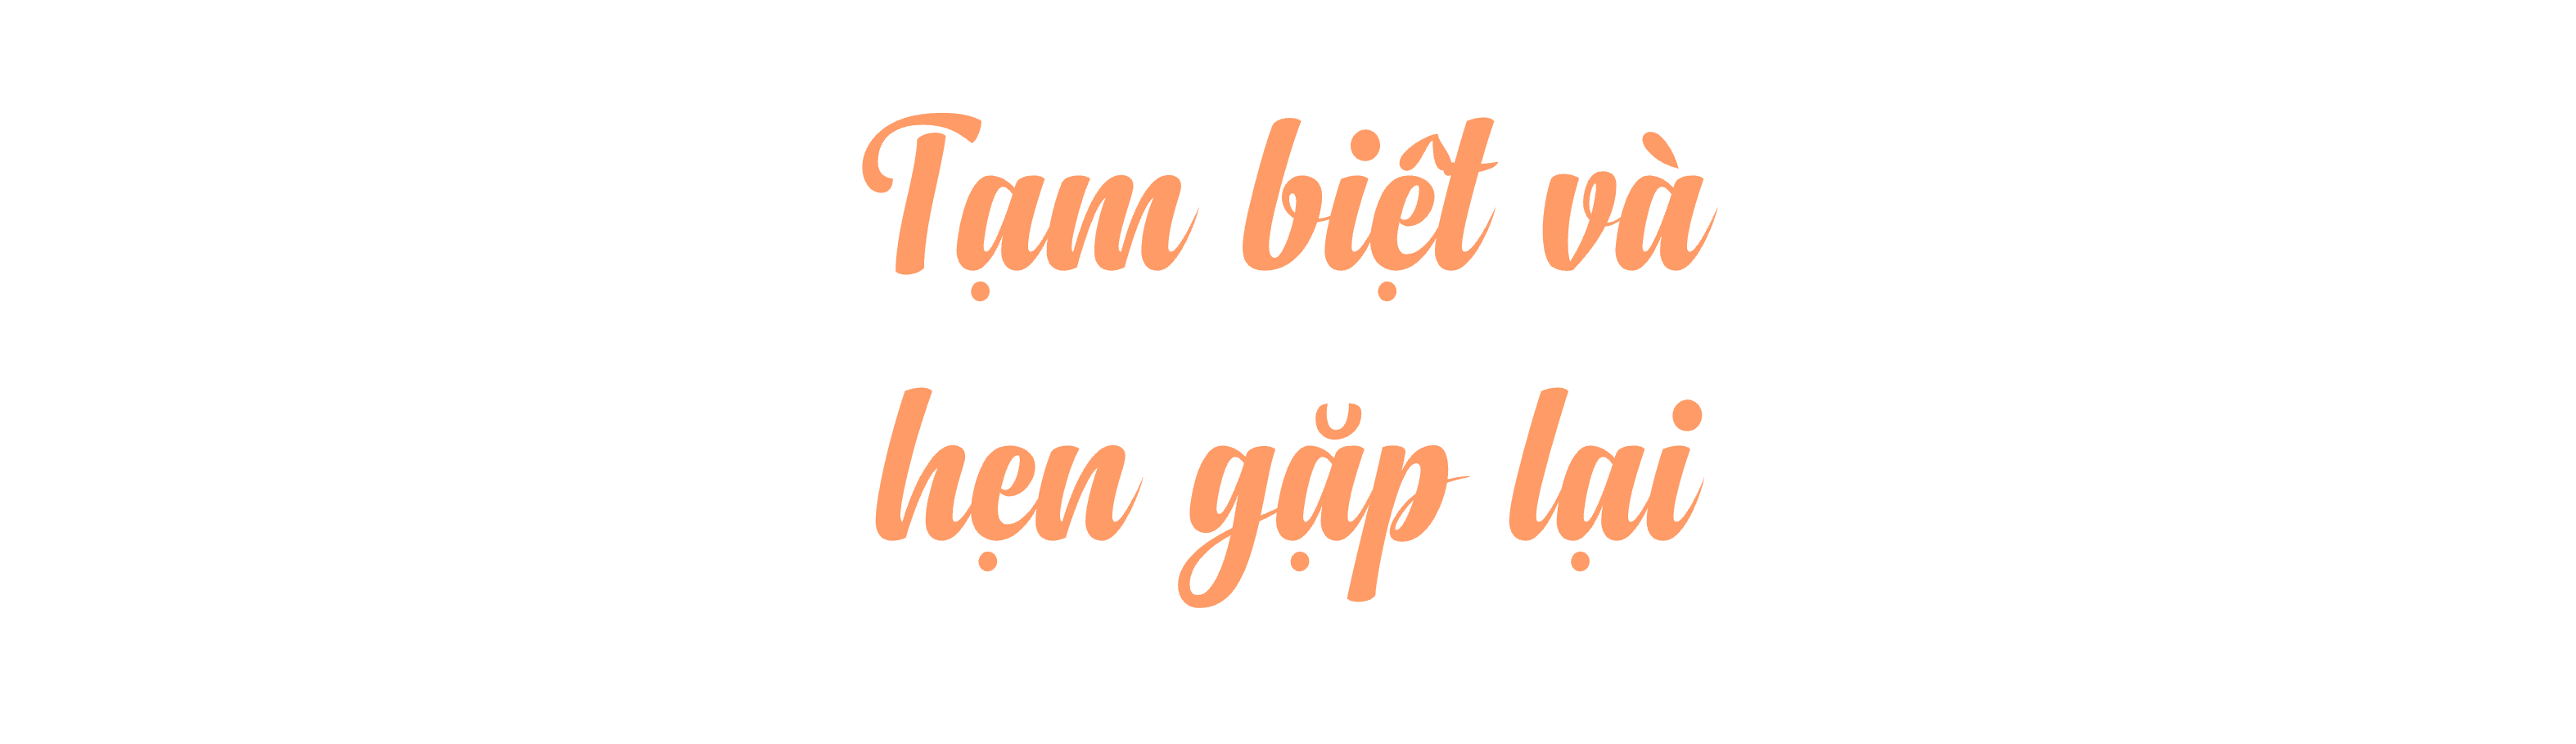 Tạm biệt và
hẹn gặp lại